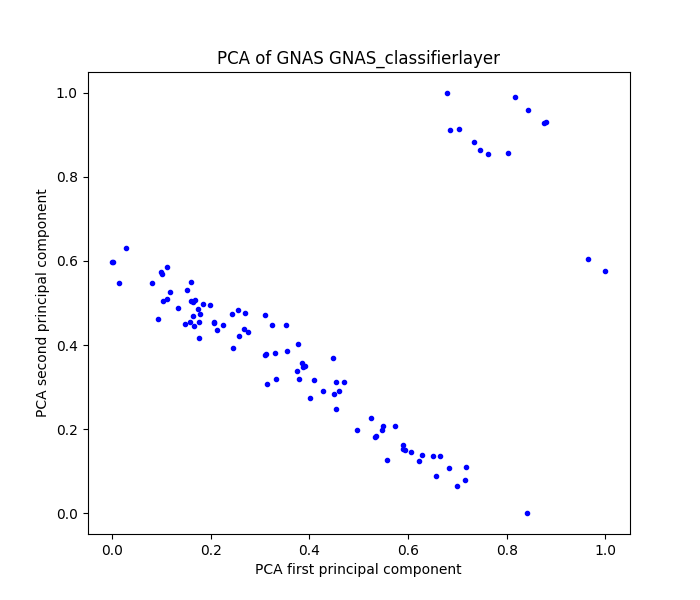 PCA of GNAS GNAS_classifierlayer
1.0
0.8
0.6
0.4
0.2
0.0
PCA second principal component
0.0 0.2 0.4 0.6 0.8 1.0
PCA first principal component